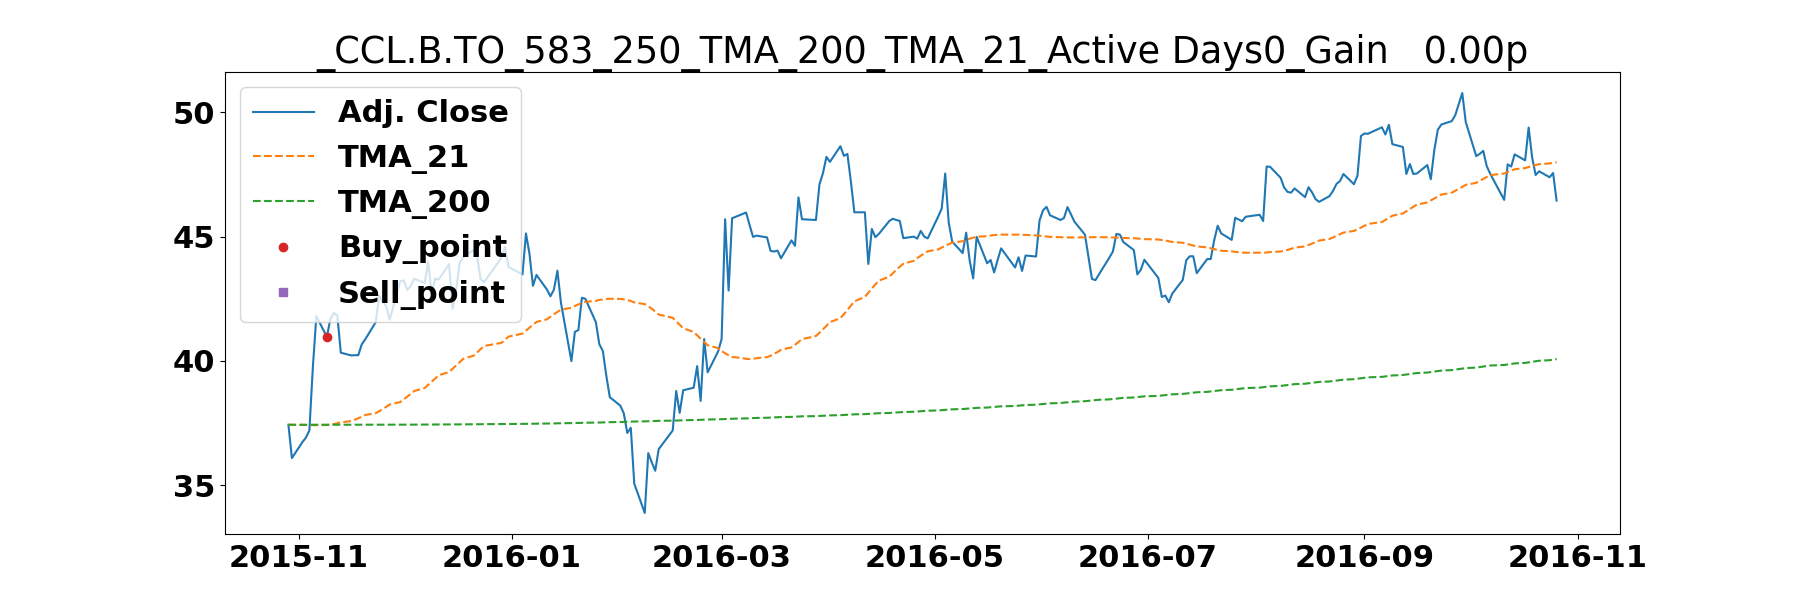 _CCL.B.TO_583_250_TMA_200_TMA_21_Active Days0_Gain   0.00p
Adj. Close
TMA_21
TMA_200
Buy_point
Sell_point
50
45
40
35
2015-11 2016-01 2016-03 2016-05 2016-07 2016-09 2016-11